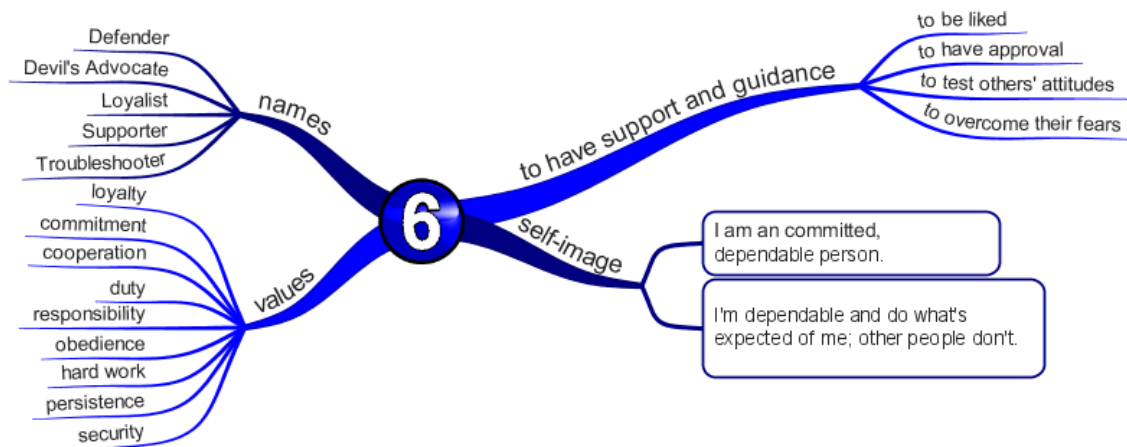 6
names
Defender
Devil's Advocate
Loyalist
Supporter
Troubleshooter
values
loyalty
commitment
cooperation
duty
responsibility
obedience
hard work
persistence
security
to have support and guidance
to be liked
to have approval
to test others' attitudes
to overcome their fears
self-image
I am an committed,
dependable person.
I'm dependable and do what's
expected of me; other people don't.